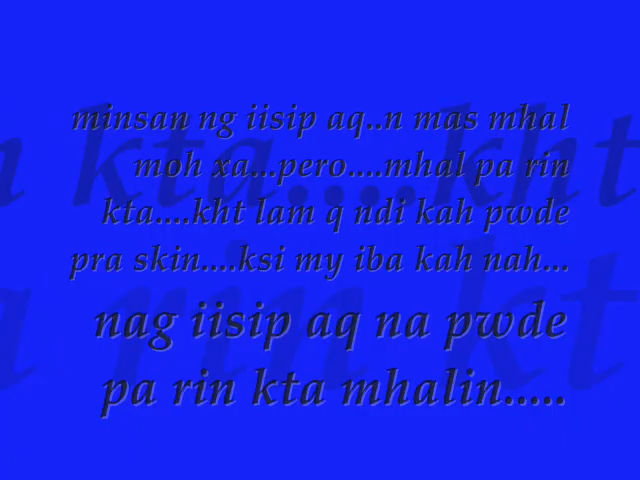 minsan ng iisip aq..n mas mhal
moh xa...pero....mhal pa rin
kta....kht lam q ndi kah pwde
pra skin....ksi my iba kah nah...
nag iisip aq na pwde
pa rin kta mhalin.....